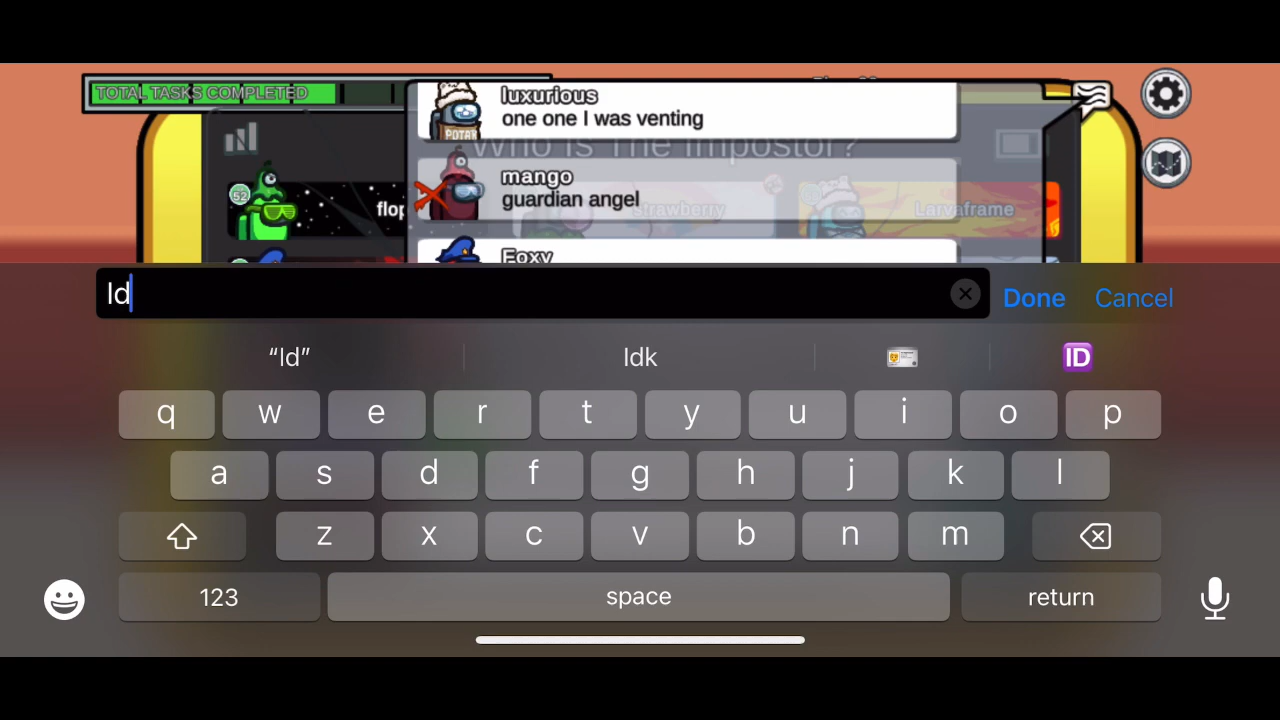 TOTAL TASKS COMPLETED
luxurious
one one I was venting
POTAT
Who Is The Impostor?
mango
guardian angel
52
flop
Strawberry
Larvaframe
Foxy
Id
Done
Cancel
“Id”
Idk
ID
q w e r t y u i o p
a s d f g h j k l
z x c v b n m
123
space
return